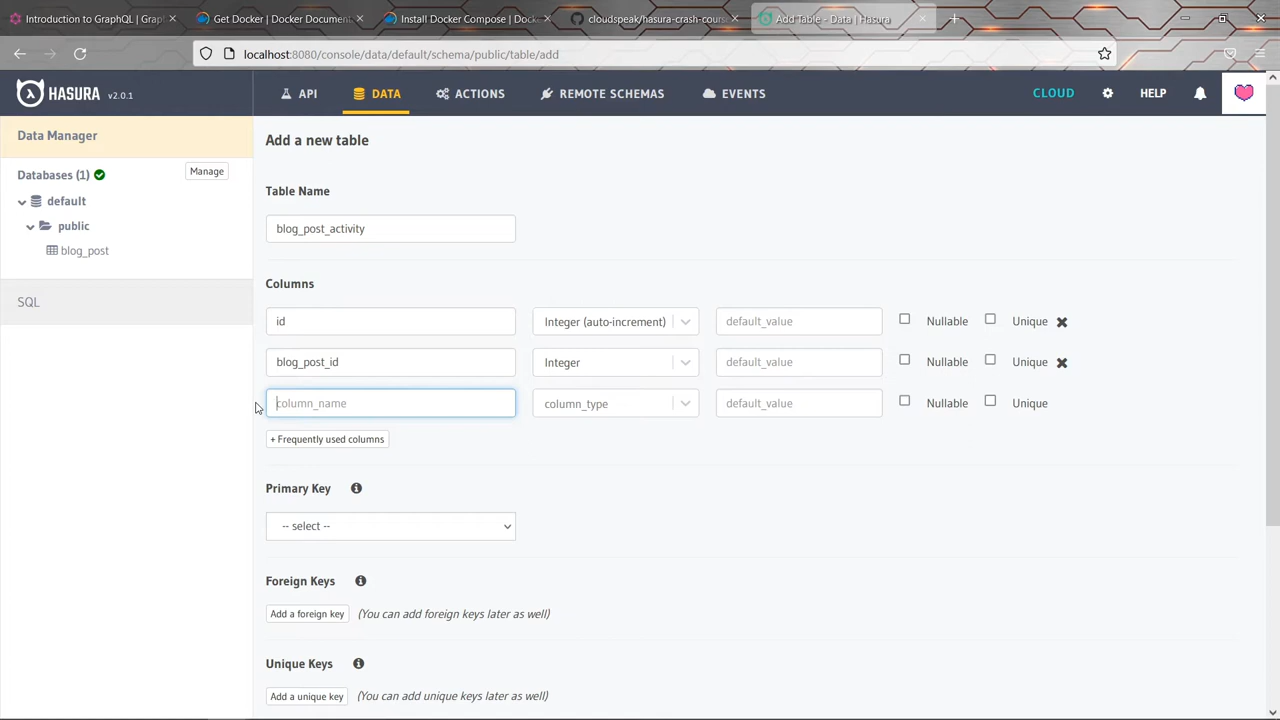 Introduction to GraphQL | Grap
Get Docker | Docker Document
Install Docker Compose | Dock
cloudspeak/hasura-crash-cours
Add Table - Data | Hasura
localhost:8080/console/data/default/schema/public/table/add
HASURA v2.0.1
API
DATA
ACTIONS
REMOTE SCHEMAS
EVENTS
CLOUD
HELP
Data Manager
Databases (1)
Manage
default
public
blog_post
SQL
Add a new table
Table Name
blog_post_activity
Columns
id Integer (auto-increment) default_value Nullable Unique
blog_post_id Integer default_value Nullable Unique
column_name column_type default_value Nullable Unique
+ Frequently used columns
Primary Key
-- select --
Foreign Keys
Add a foreign key (You can add foreign keys later as well)
Unique Keys
Add a unique key (You can add unique keys later as well)